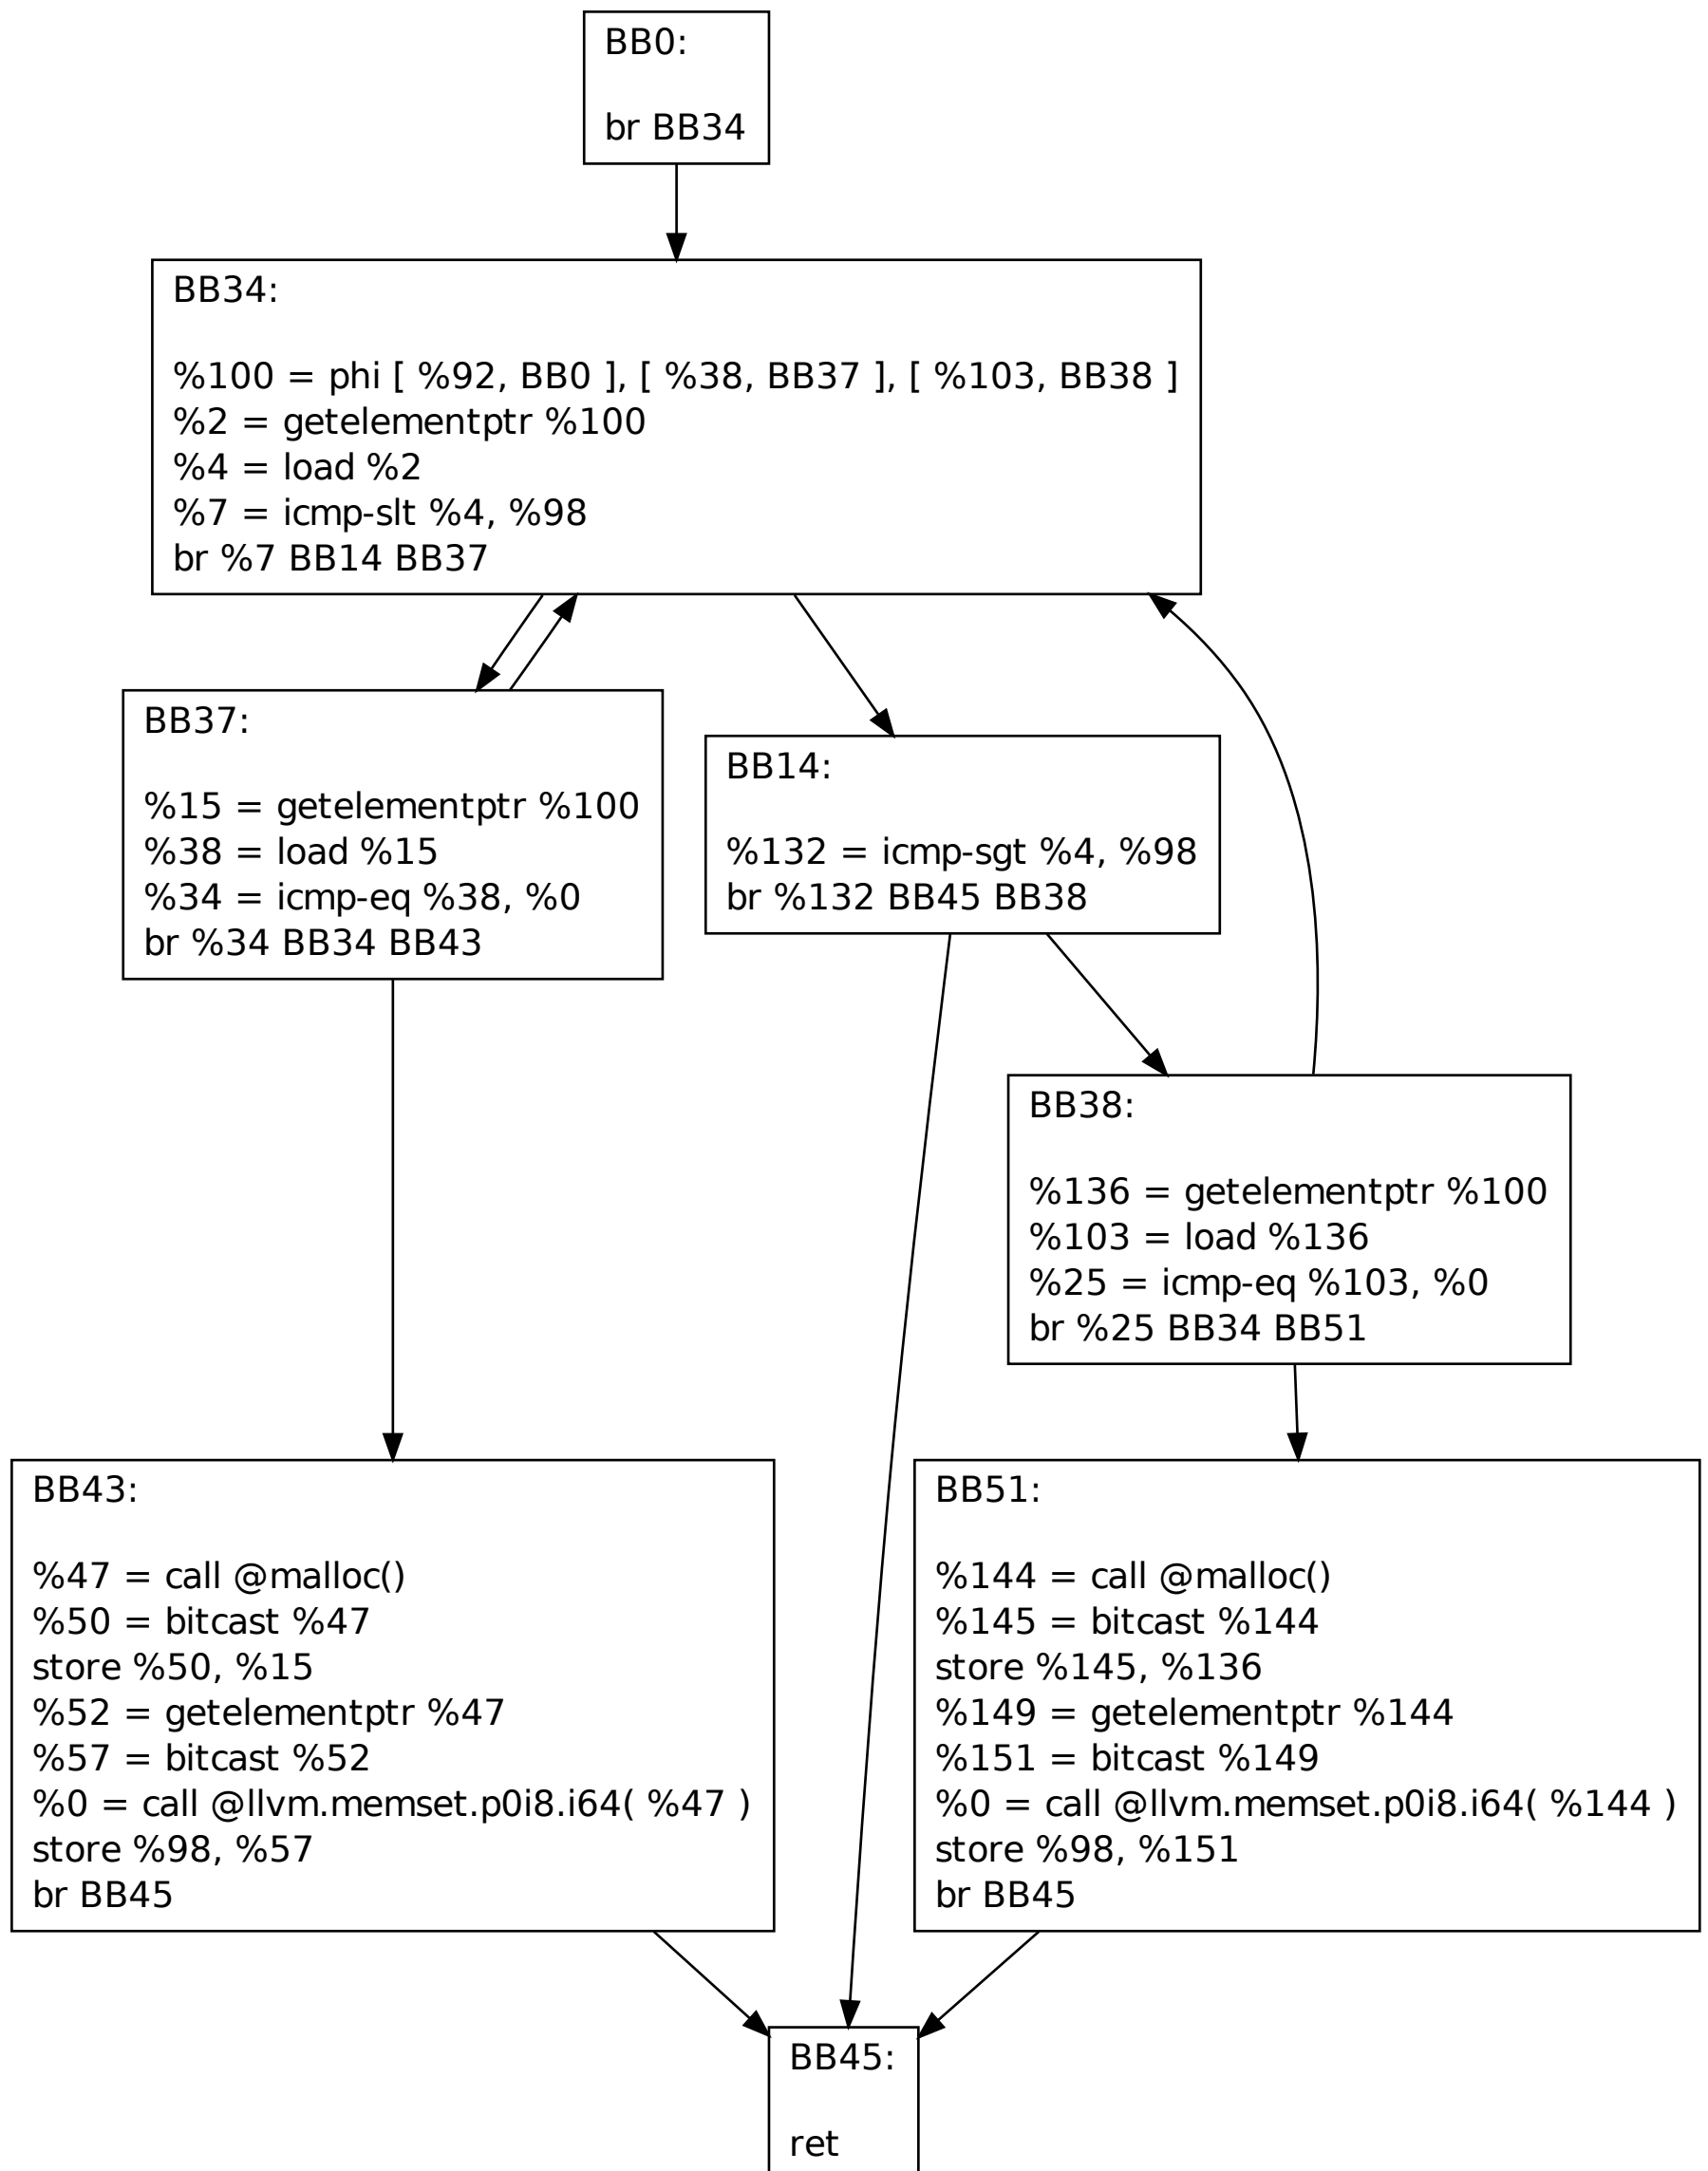 BB0:
br BB34
BB34:
%100 = phi [ %92, BB0 ], [ %38, BB37 ], [ %103, BB38 ]
%2 = getelementptr %100
%4 = load %2
%7 = icmp-slt %4, %98
br %7 BB14 BB37
BB37:
%15 = getelementptr %100
%38 = load %15
%34 = icmp-eq %38, %0
br %34 BB34 BB43
BB14:
%132 = icmp-sgt %4, %98
br %132 BB45 BB38
BB38:
%136 = getelementptr %100
%103 = load %136
%25 = icmp-eq %103, %0
br %25 BB34 BB51
BB43:
%47 = call @malloc()
%50 = bitcast %47
store %50, %15
%52 = getelementptr %47
%57 = bitcast %52
%0 = call @llvm.memset.p0i8.i64( %47 )
store %98, %57
br BB45
BB51:
%144 = call @malloc()
%145 = bitcast %144
store %145, %136
%149 = getelementptr %144
%151 = bitcast %149
%0 = call @llvm.memset.p0i8.i64( %144 )
store %98, %151
br BB45
BB45:
ret